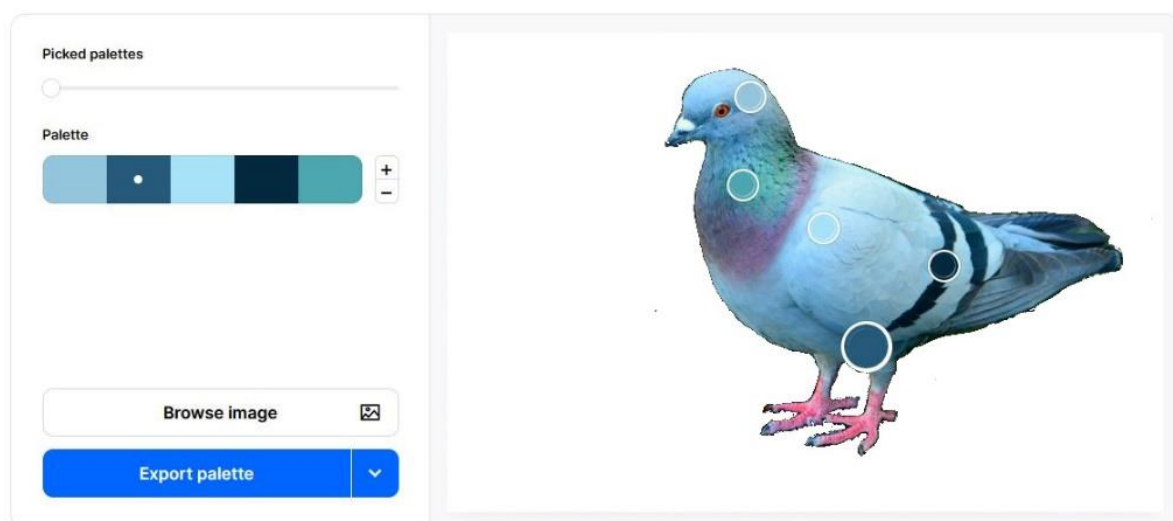 Picked palettes
Palette
+
−
Browse image
Export palette